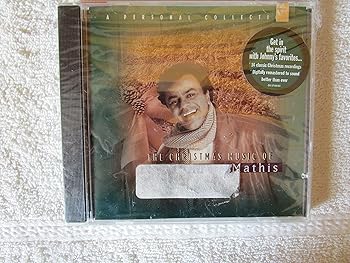 A PERSONAL COLLECTI
Get in
the spirit
with Johnny's favorites...
14 classic Christmas recordings
Digitally remastered to sound
better than ever
THE CHRISTMAS MUSIC OF
Mathis